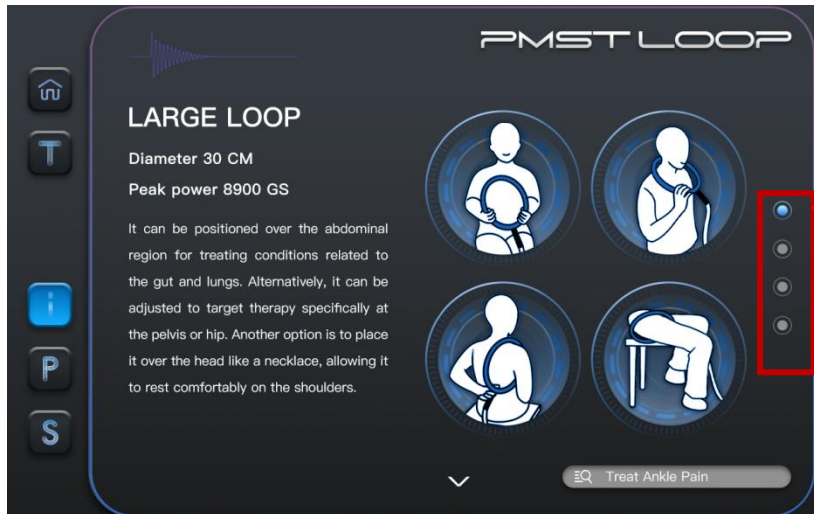 PMST LOOP
T
LARGE LOOP
Diameter 30 CM
Peak power 8900 GS
It can be positioned over the abdominal
region for treating conditions related to
the gut and lungs. Alternatively, it can be
adjusted to target therapy specifically at
the pelvis or hip. Another option is to place
it over the head like a necklace, allowing it
to rest comfortably on the shoulders.
i
P
S
Treat Ankle Pain